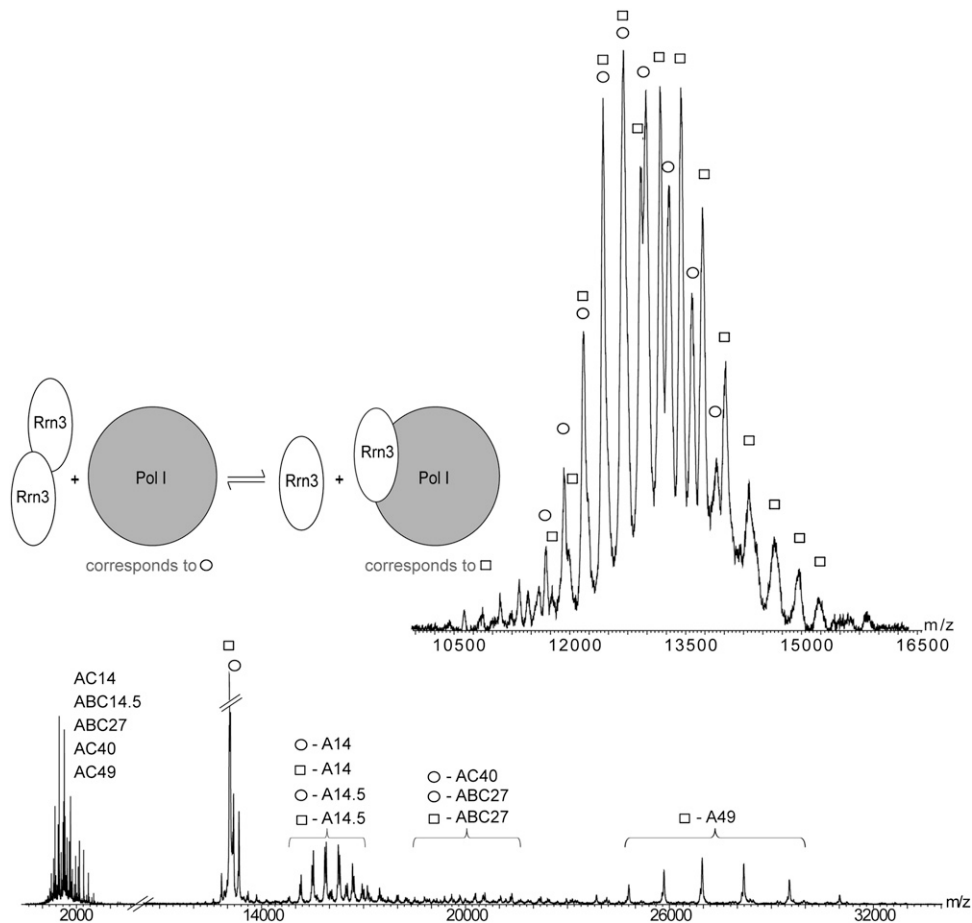 10500 12000 13500 15000 16500 m/z
Rrn3
Rrn3
+
Pol I
Rrn3
+
Rrn3
Pol I
corresponds to ○
corresponds to □
AC14
ABC14.5
ABC27
AC40
AC49
○ - A14
□ - A14
○ - A14.5
□ - A14.5
○ - AC40
○ - ABC27
□ - ABC27
□ - A49
2000 14000 20000 26000 32000 m/z